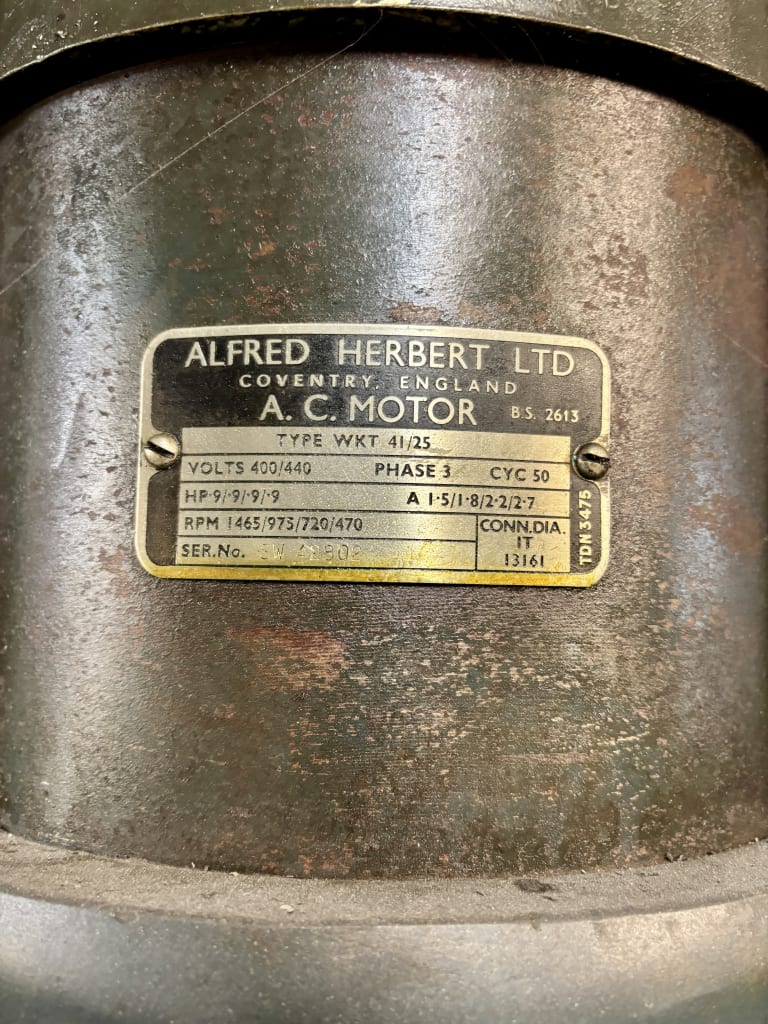 ALFRED HERBERT LTD
COVENTRY, ENGLAND
A. C. MOTOR B.S. 2613
TYPE WKT 41/25
VOLTS 400/440 PHASE 3 CYC 50
HP·9/·9/·9/·9 A 1·5/1·8/2·2/2·7
RPM 1465/975/720/470 CONN.DIA.
IT
SER.No. 13161
TDN 3475